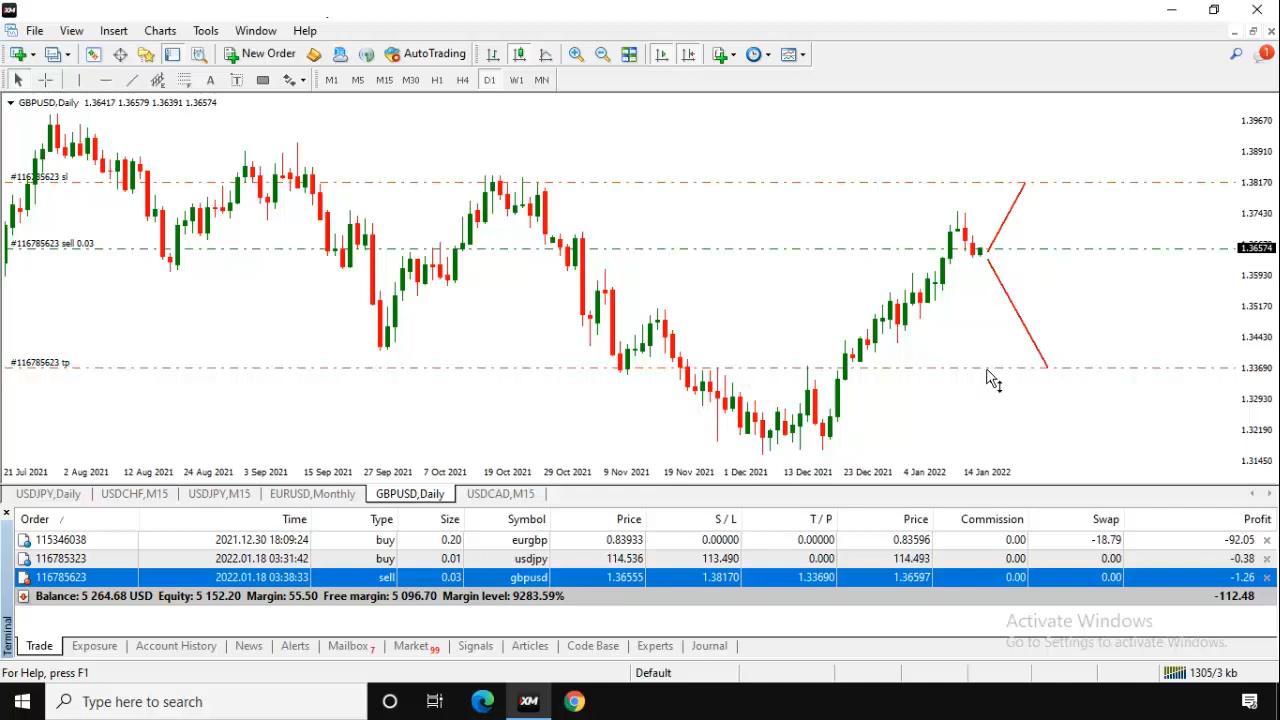 XM
File View Insert Charts Tools Window Help
New Order AutoTrading 1
A T M1 M5 M15 M30 H1 H4 D1 W1 MN
GBPUSD,Daily 1.36417 1.36579 1.36391 1.36574
1.39670
1.38910
#116785623 sl
1.38170
1.37430
#116785623 sell 0.03
1.36574
1.35930
1.35170
1.34430
#116785623 tp
1.33690
1.32930
1.32190
1.31450
21 Jul 2021 2 Aug 2021 12 Aug 2021 24 Aug 2021 3 Sep 2021 15 Sep 2021 27 Sep 2021 7 Oct 2021 19 Oct 2021 29 Oct 2021 9 Nov 2021 19 Nov 2021 1 Dec 2021 13 Dec 2021 23 Dec 2021 4 Jan 2022 14 Jan 2022
USDJPY,Daily USDCHF,M15 USDJPY,M15 EURUSD,Monthly GBPUSD,Daily USDCAD,M15
Order / Time Type Size Symbol Price S / L T / P Price Commission Swap Profit
115346038 2021.12.30 18:09:24 buy 0.20 eurgbp 0.83933 0.00000 0.00000 0.83596 0.00 -18.79 -92.05
116785323 2022.01.18 03:31:42 buy 0.01 usdjpy 114.536 113.490 0.000 114.493 0.00 0.00 -0.38
116785623 2022.01.18 03:38:33 sell 0.03 gbpusd 1.36555 1.38170 1.33690 1.36597 0.00 0.00 -1.26
Balance: 5 264.68 USD Equity: 5 152.20 Margin: 55.50 Free margin: 5 096.70 Margin level: 9283.59% -112.48
Terminal
Activate Windows
Go to Settings to activate Windows.
Trade Exposure Account History News Alerts Mailbox 7 Market 99 Signals Articles Code Base Experts Journal
For Help, press F1 Default 1305/3 kb
Type here to search XM